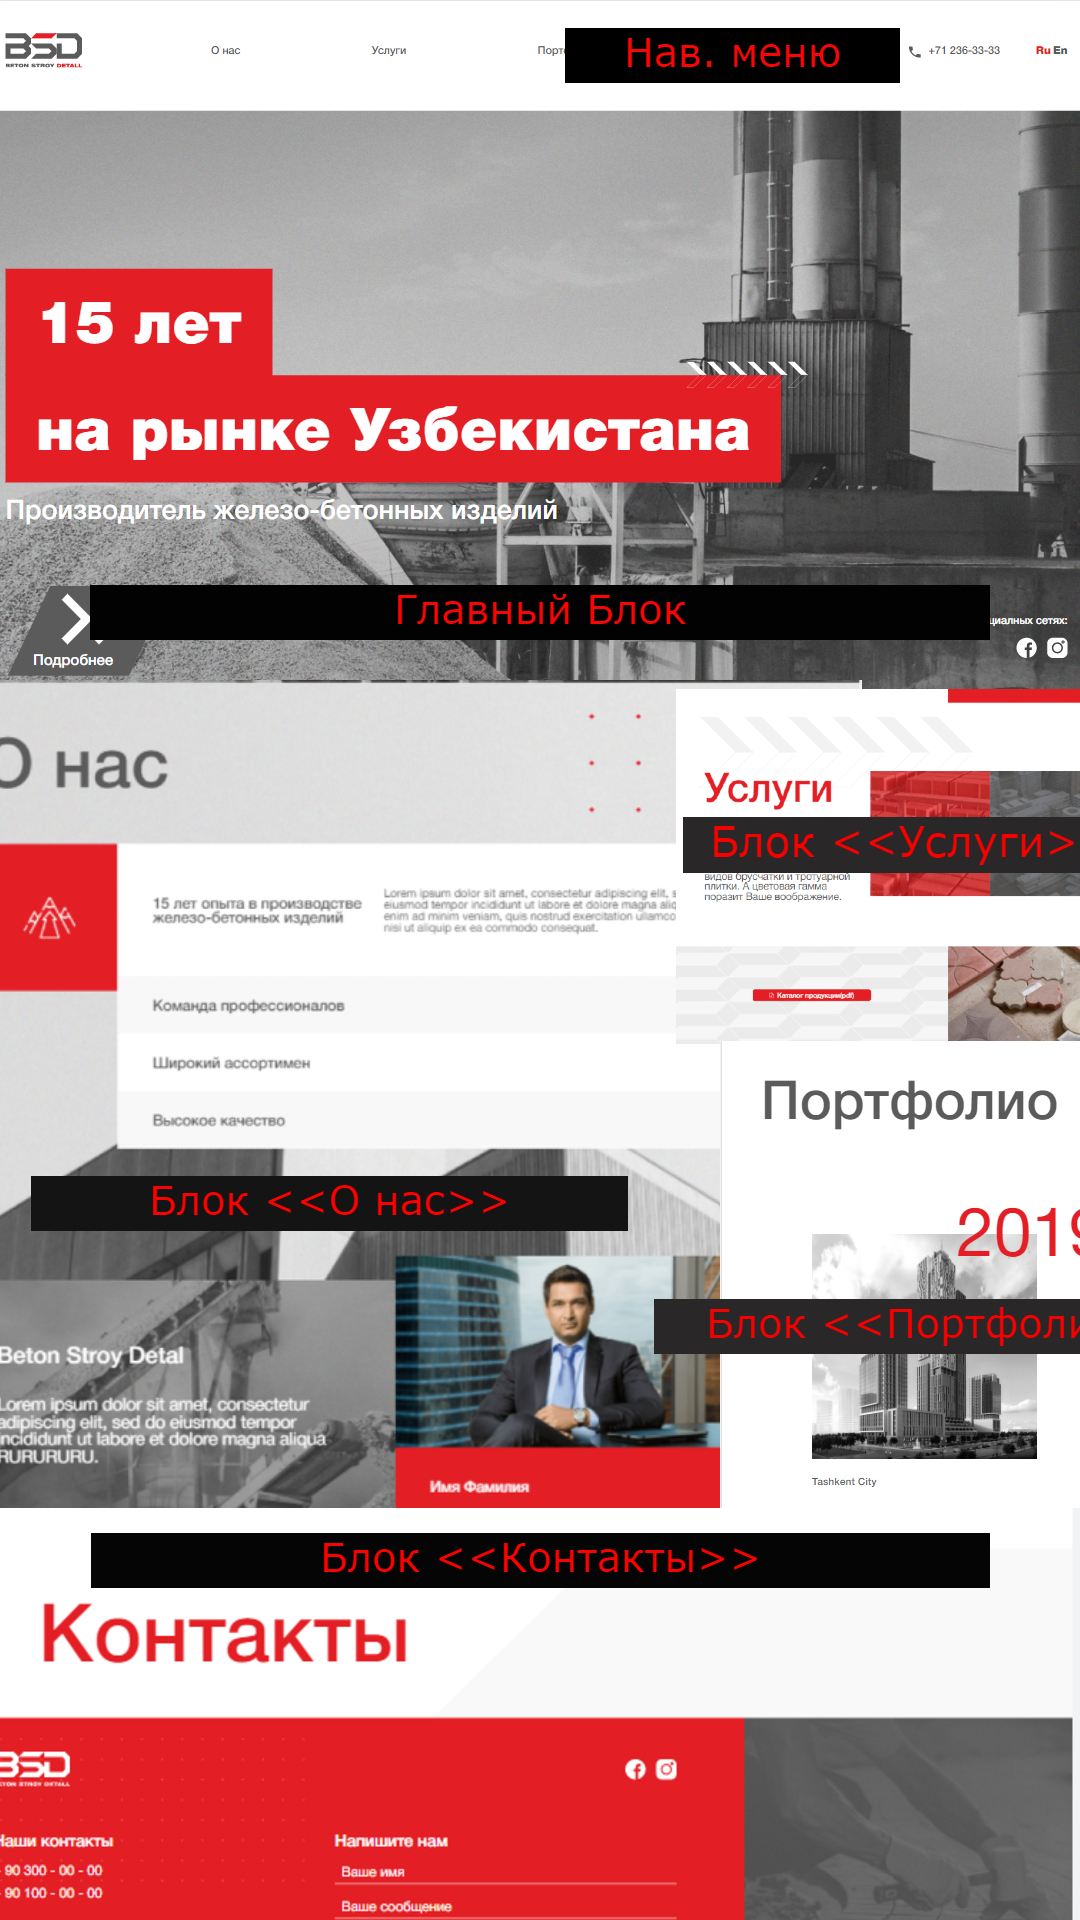 BSD
BETON STROY DETALL
О нас
Услуги
Нав. меню
+71 236-33-33
Ru En
15 лет
на рынке Узбекистана
Производитель железо-бетонных изделий
Главный Блок
сетях:
Подробнее
О нас
Услуги
Блок <<Услуги>
видов брусчатки и тротуарной
плитки. А цветовая гамма
поразит Ваше воображение.
15 лет опыта в производстве
железо-бетонных изделий
Lorem ipsum dolor sit amet, consectetur adipiscing elit, s
eiusmod tempor incididunt ut labore et dolore magna aliq
enim ad minim veniam, quis nostrud exercitation ullamco
nisi ut aliquip ex ea commodo consequat.
Каталог продукции(pdf)
Команда профессионалов
Широкий ассортимен
Высокое качество
Портфолио
Блок <<О нас>>
2019
Блок <<Портфоли
Beton Stroy Detal
Lorem ipsum dolor sit amet, consectetur
adipiscing elit, sed do eiusmod tempor
incididunt ut labore et dolore magna aliqua
RURURURU.
Имя Фамилия
Tashkent City
Блок <<Контакты>>
Контакты
BSD
BETON STROY DETALL
Наши контакты
90 300 - 00 - 00
90 100 - 00 - 00
Напишите нам
Ваше имя
Ваше сообщение